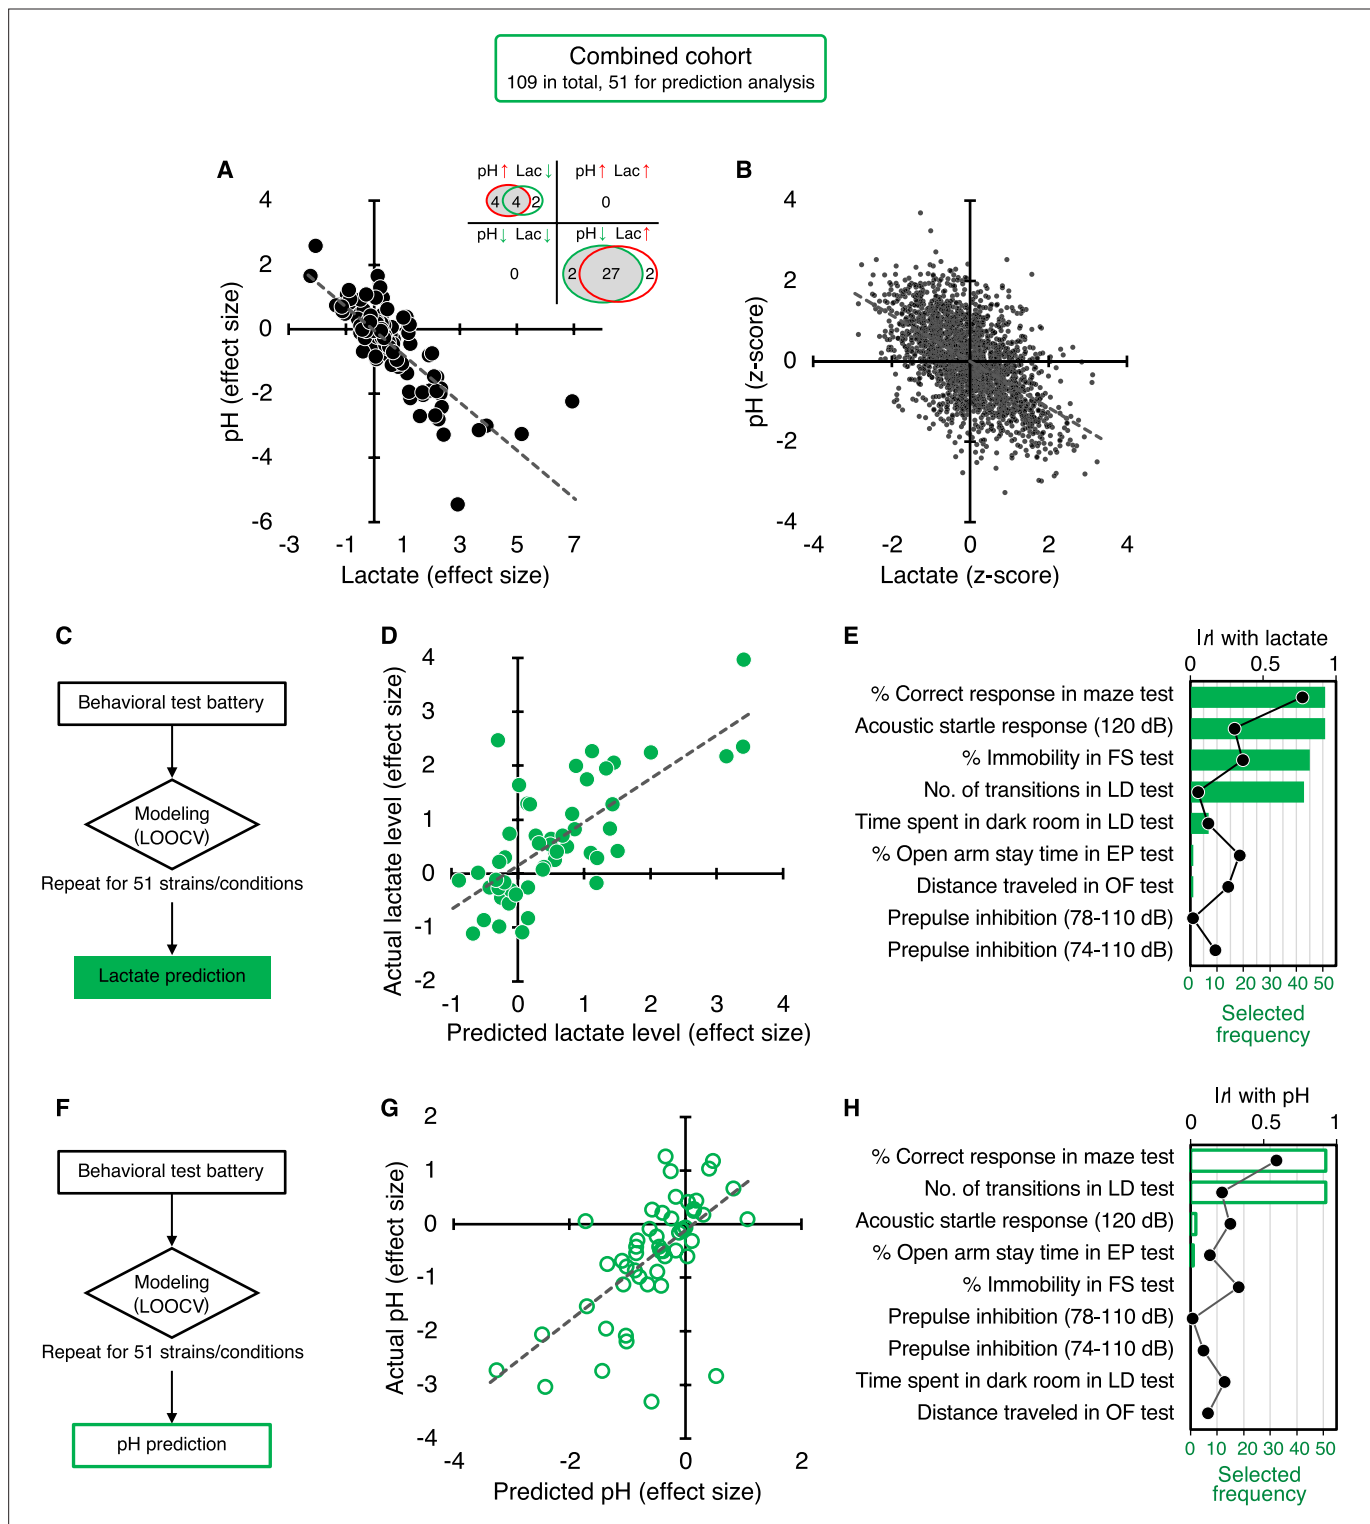 Combined cohort
109 in total, 51 for prediction analysis
A
pH↑ Lac↓
pH↑ Lac↑
4 4 2
0
pH↓ Lac↓
pH↓ Lac↑
0
2 27 2
4
2
0
-2
-4
-6
-3 -1 1 3 5 7
pH (effect size)
Lactate (effect size)
B
4
2
0
-2
-4
-4 -2 0 2 4
pH (z-score)
Lactate (z-score)
C
Behavioral test battery
Modeling
(LOOCV)
Repeat for 51 strains/conditions
Lactate prediction
D
4
3
2
1
0
-1
-2
-1 0 1 2 3 4
Actual lactate level (effect size)
Predicted lactate level (effect size)
E
|r| with lactate
0 0.5 1
% Correct response in maze test
Acoustic startle response (120 dB)
% Immobility in FS test
No. of transitions in LD test
Time spent in dark room in LD test
% Open arm stay time in EP test
Distance traveled in OF test
Prepulse inhibition (78-110 dB)
Prepulse inhibition (74-110 dB)
0 10 20 30 40 50
Selected
frequency
F
Behavioral test battery
Modeling
(LOOCV)
Repeat for 51 strains/conditions
pH prediction
G
2
1
0
-1
-2
-3
-4
-4 -2 0 2
Actual pH (effect size)
Predicted pH (effect size)
H
|r| with pH
0 0.5 1
% Correct response in maze test
No. of transitions in LD test
Acoustic startle response (120 dB)
% Open arm stay time in EP test
% Immobility in FS test
Prepulse inhibition (78-110 dB)
Prepulse inhibition (74-110 dB)
Time spent in dark room in LD test
Distance traveled in OF test
0 10 20 30 40 50
Selected
frequency